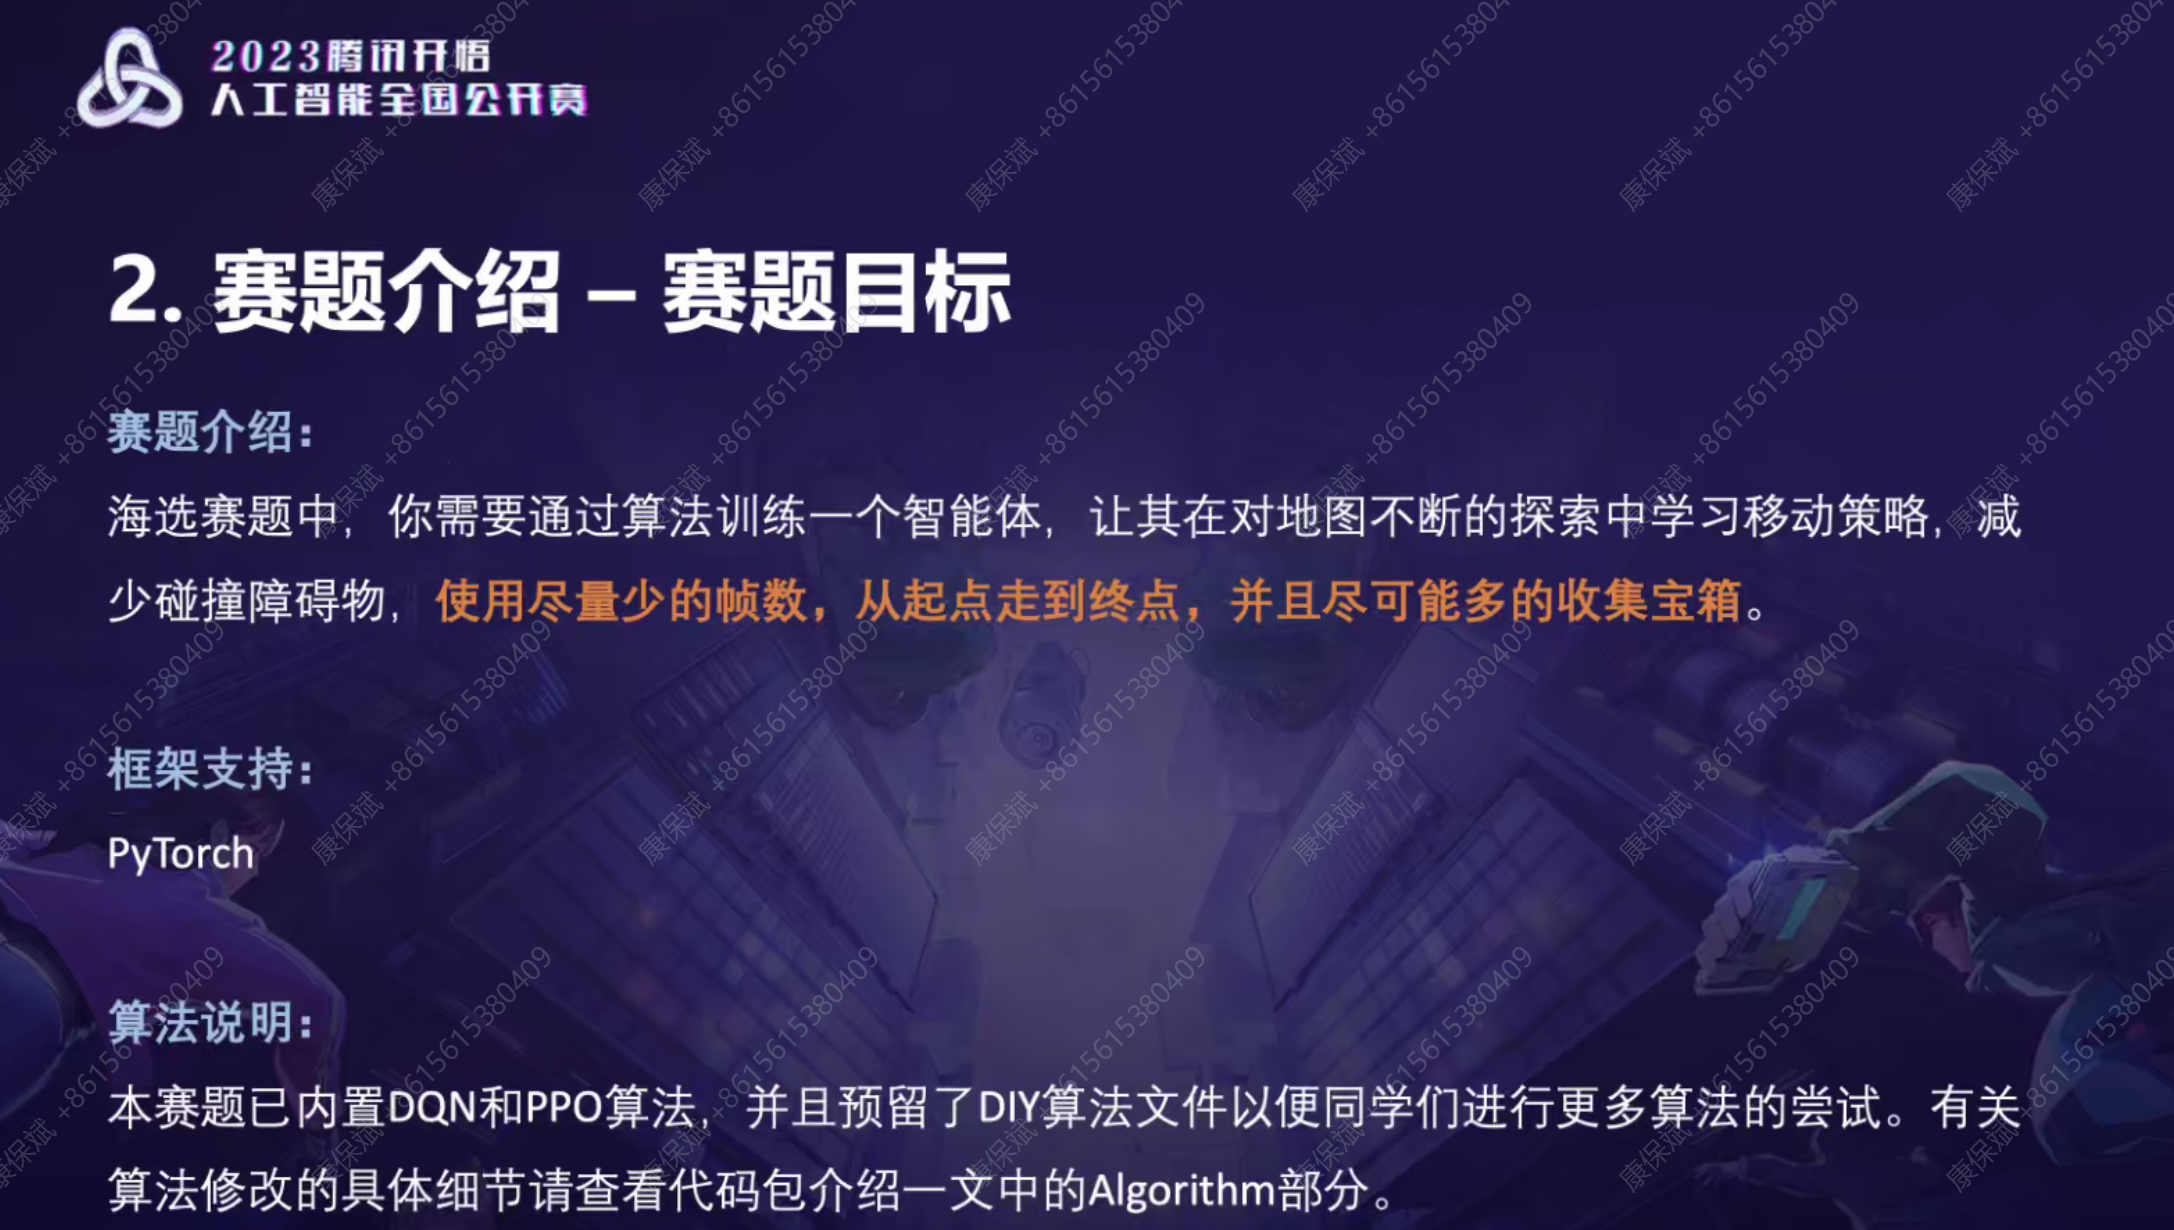 2023腾讯开悟
人工智能全国公开赛
2. 赛题介绍 – 赛题目标
赛题介绍：
海选赛题中，你需要通过算法训练一个智能体，让其在对地图不断的探索中学习移动策略，减
少碰撞障碍物，使用尽量少的帧数，从起点走到终点，并且尽可能多的收集宝箱。
框架支持：
PyTorch
算法说明：
本赛题已内置DQN和PPO算法，并且预留了DIY算法文件以便同学们进行更多算法的尝试。有关
算法修改的具体细节请查看代码包介绍一文中的Algorithm部分。
康保斌 +8615615380409